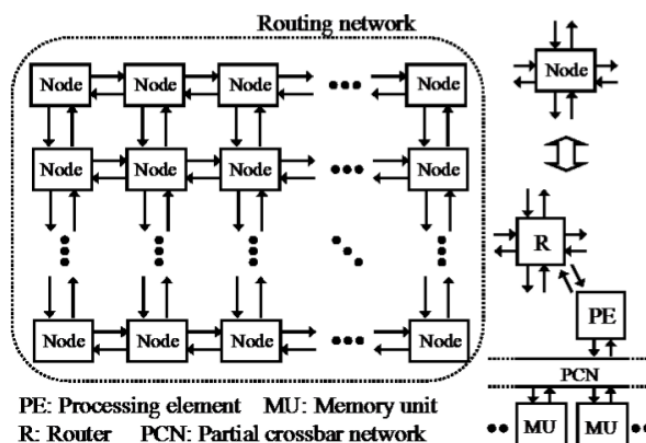 Routing network
Node Node Node Node
Node
Node Node Node Node
R
PE
Node Node Node Node
PCN
PE: Processing element MU: Memory unit
MU MU
R: Router PCN: Partial crossbar network